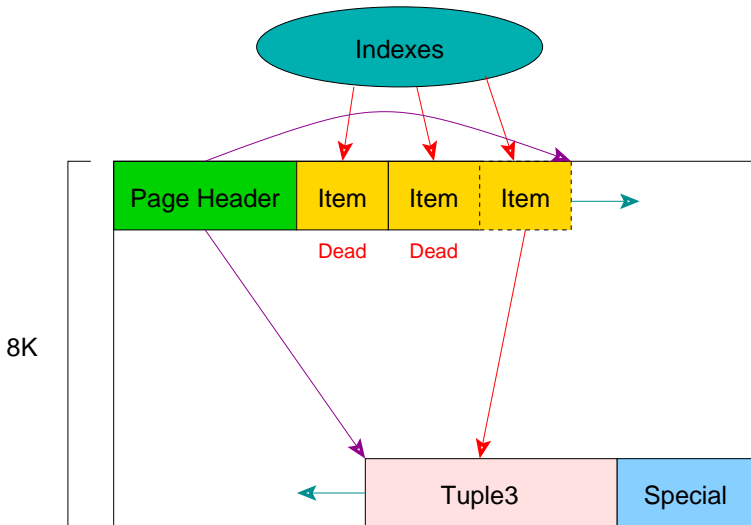 Indexes
Page Header Item Item Item
Dead Dead
8K
Tuple3 Special